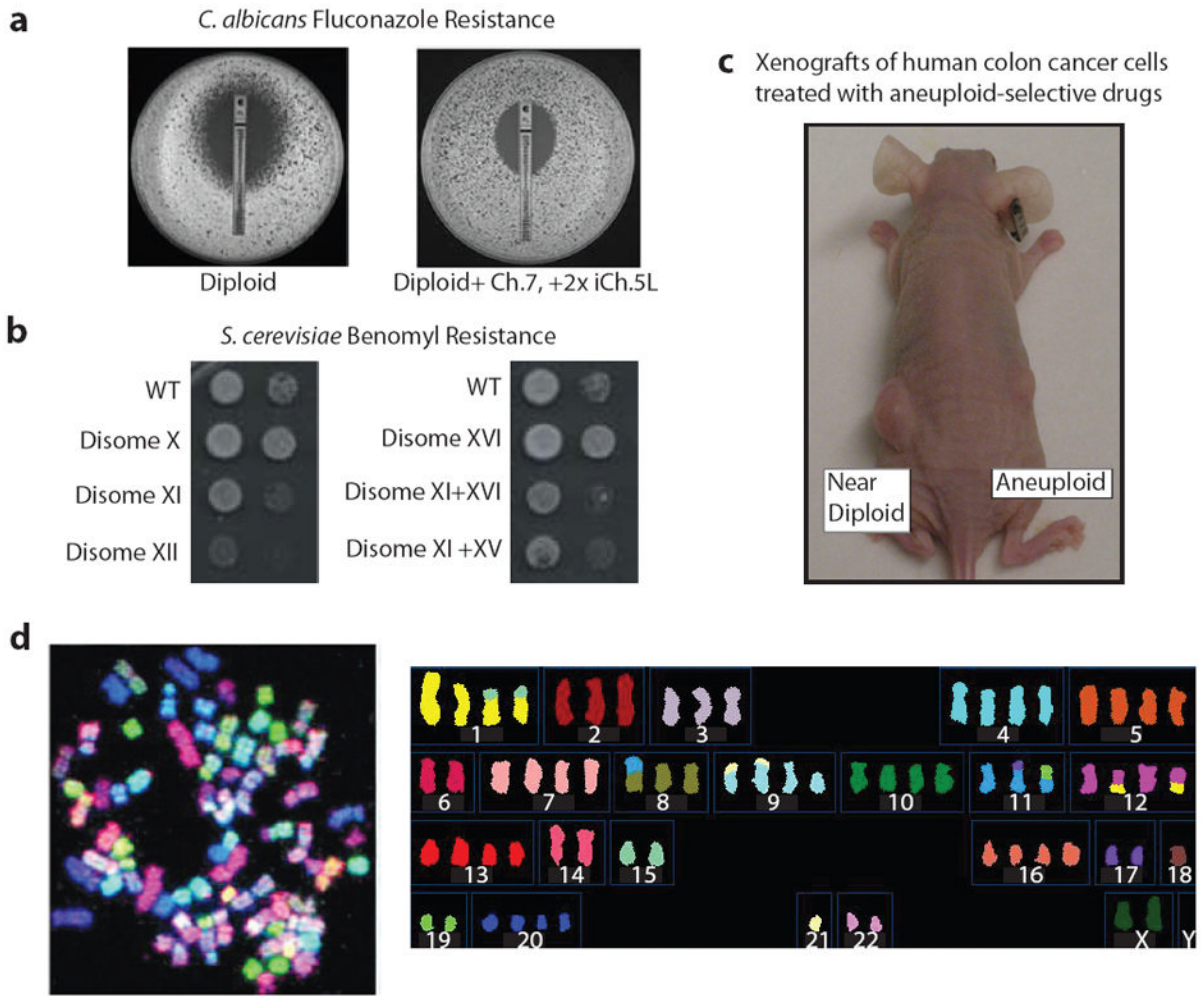 a
C. albicans Fluconazole Resistance
Diploid
Diploid+ Ch.7, +2x iCh.5L
b
S. cerevisiae Benomyl Resistance
WT
Disome X
Disome XI
Disome XII
WT
Disome XVI
Disome XI+XVI
Disome XI +XV
c
Xenografts of human colon cancer cells
treated with aneuploid-selective drugs
Near
Diploid
Aneuploid
d
1 2 3 4 5
6 7 8 9 10 11 12
13 14 15 16 17 18
19 20 21 22 X Y